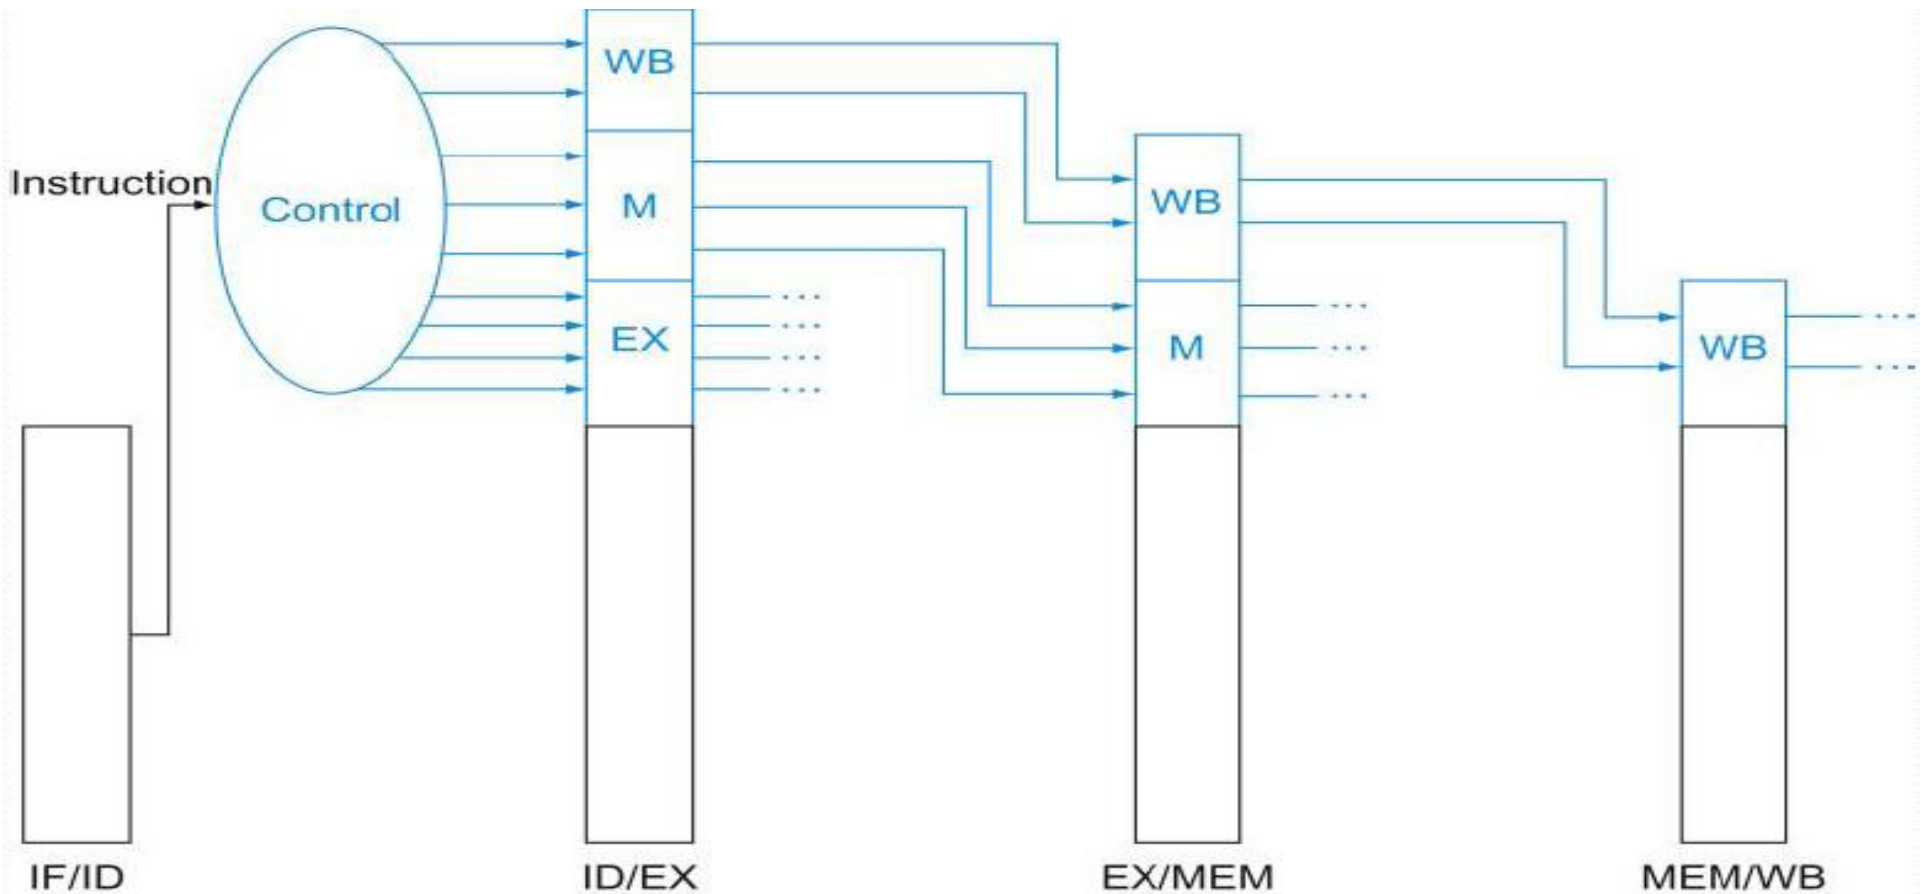 Instruction
Control
WB
M
EX
WB
M
WB
IF/ID
ID/EX
EX/MEM
MEM/WB